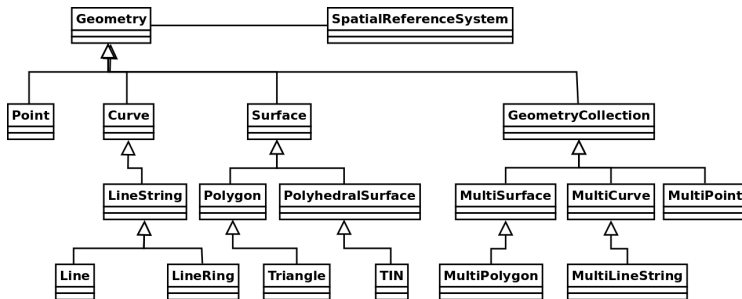 Geometry
SpatialReferenceSystem
Point
Curve
Surface
GeometryCollection
LineString
Polygon
PolyhedralSurface
MultiSurface
MultiCurve
MultiPoint
Line
LineRing
Triangle
TIN
MultiPolygon
MultiLineString